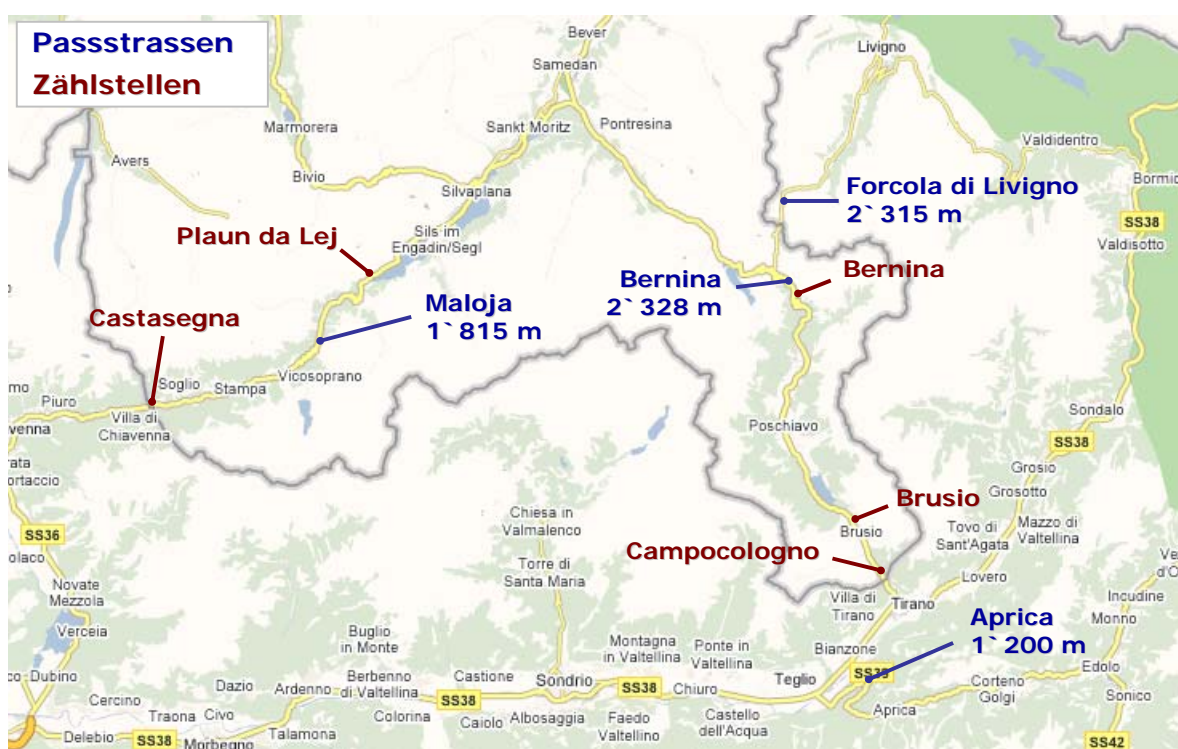 Passstrassen
Zählstellen
Bever
Samedan
Livigno
Marmorera
Sankt Moritz
Pontresina
Valdidentro
Avers
Bivio
Silvaplana
Bormio
Forcola di Livigno
2`315 m
SS38
Valdisotto
Plaun da Lej
Sils im
Engadin/Segl
Bernina
2`328 m
Bernina
Castasegna
Maloja
1`815 m
Soglio
Stampa
Vicosoprano
Piuro
Villa di
Chiavenna
Poschiavo
Sondalo
SS38
Grosio
Grosotto
Brusio
Brusio
Mazzo di
Valtellina
Tovo di
Sant'Agata
Chiesa in
Valmalenco
SS36
Campocologno
Torre di
Santa Maria
Lovero
Novate
Mezzola
Villa di
Tirano
Tirano
Verceia
Aprica
1`200 m
Incudine
Monno
Buglio
in Monte
Montagna
in Valtellina
Ponte in
Valtellina
Bianzone
Edolo
Dubino
Cercino
Dazio
Ardenno
Berbenno
di Valtellina
Castione
Sondrio
SS38
Chiuro
Teglio
Corteno
Golgi
Sonico
SS38
Traona
Civo
Colorina
Caiolo
Albosaggia
Faedo
Valtellino
Castello
dell'Acqua
Aprica
Delebio
SS38
Morbegno
Talamona
SS42